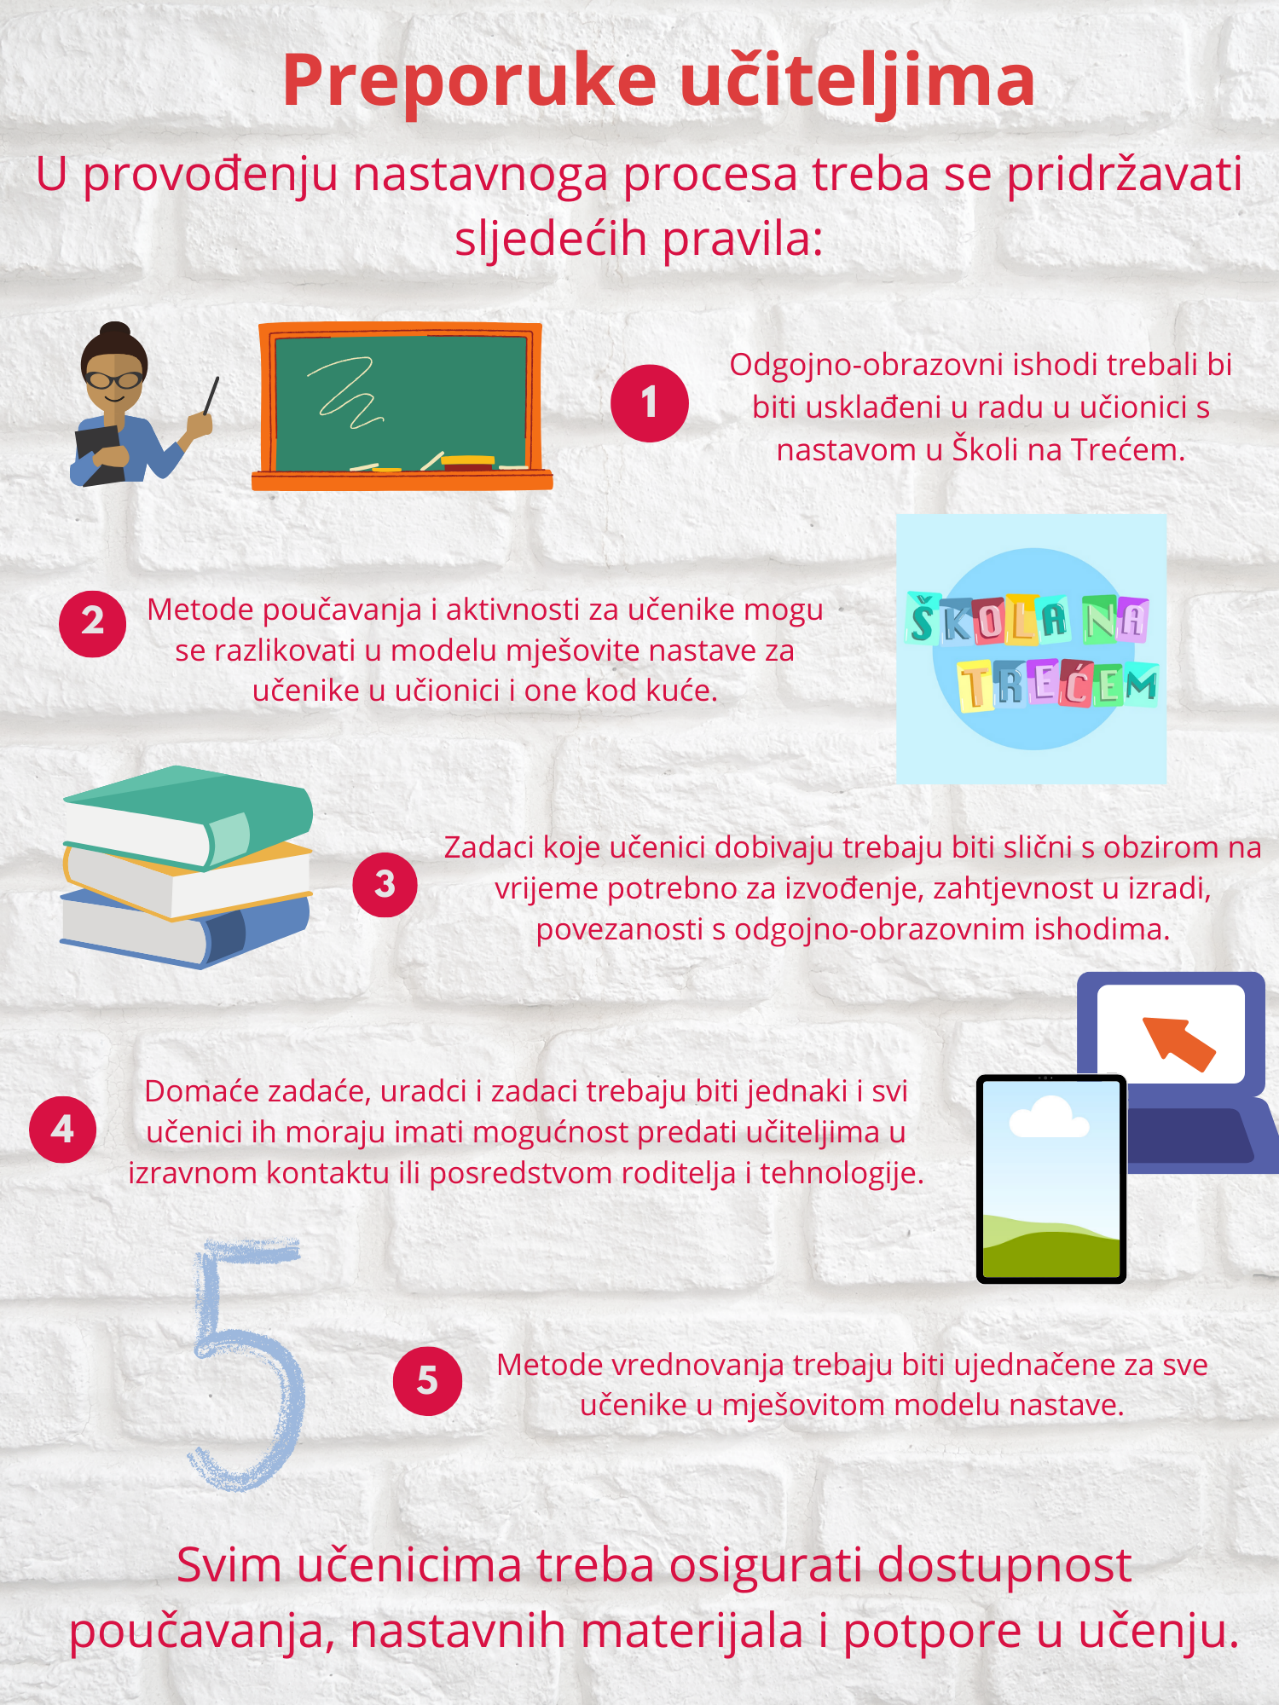 Preporuke učiteljima
U provođenju nastavnoga procesa treba se pridržavati
sljedećih pravila:
1
Odgojno-obrazovni ishodi trebali bi
biti usklađeni u radu u učionici s
nastavom u Školi na Trećem.
ŠKOLA NA
TREĆEM
2
Metode poučavanja i aktivnosti za učenike mogu
se razlikovati u modelu mješovite nastave za
učenike u učionici i one kod kuće.
3
Zadaci koje učenici dobivaju trebaju biti slični s obzirom na
vrijeme potrebno za izvođenje, zahtjevnost u izradi,
povezanosti s odgojno-obrazovnim ishodima.
4
Domaće zadaće, uradci i zadaci trebaju biti jednaki i svi
učenici ih moraju imati mogućnost predati učiteljima u
izravnom kontaktu ili posredstvom roditelja i tehnologije.
5
5
Metode vrednovanja trebaju biti ujednačene za sve
učenike u mješovitom modelu nastave.
Svim učenicima treba osigurati dostupnost
poučavanja, nastavnih materijala i potpore u učenju.